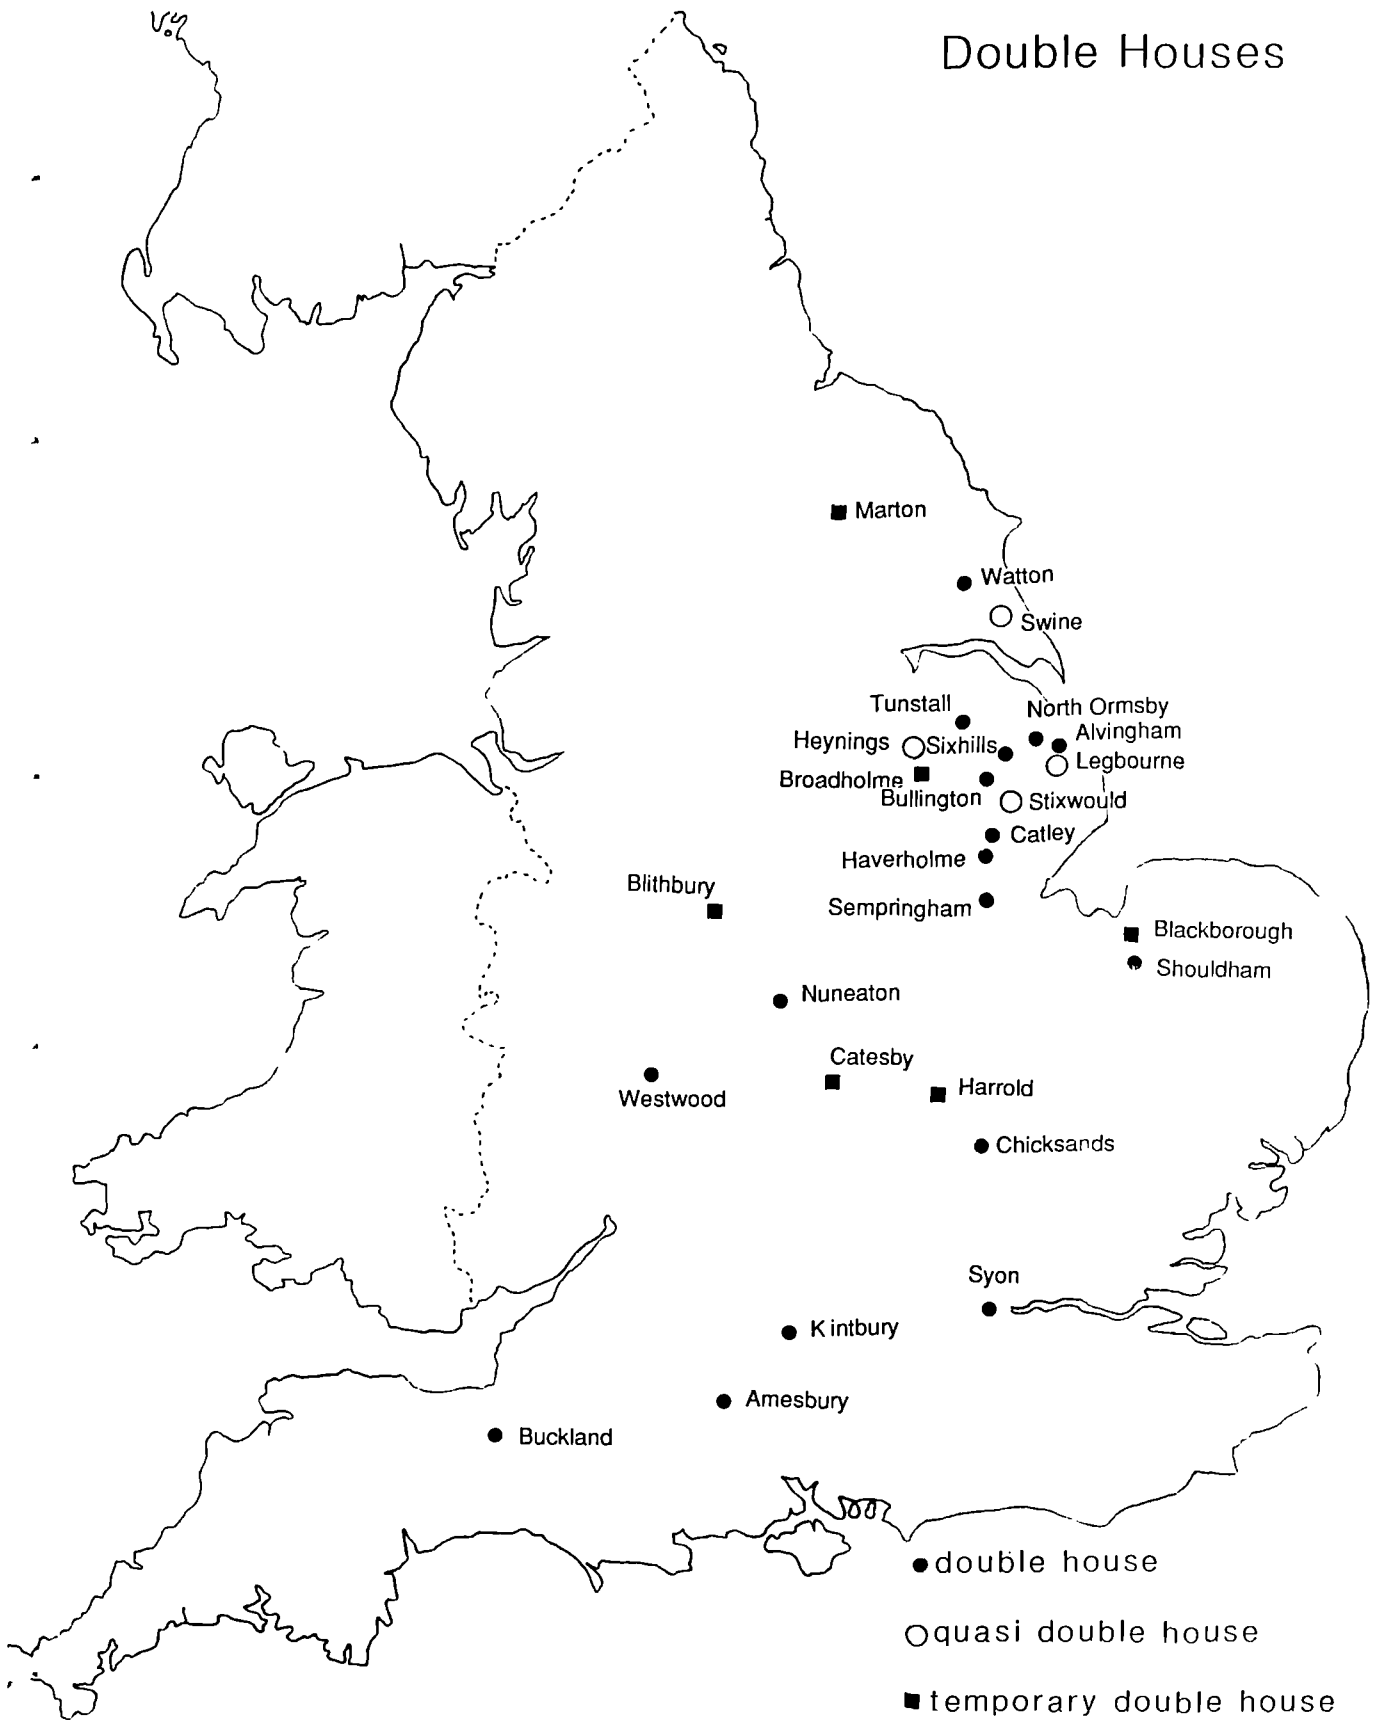 Double Houses
Marton
Watton
Swine
Tunstall
North Ormsby
Alvingham
Heynings
Sixhills
Legbourne
Broadholme
Bullington
Stixwould
Catley
Haverholme
Blithbury
Sempringham
Blackborough
Shouldham
Nuneaton
Catesby
Harrold
Westwood
Chicksands
Syon
Kintbury
Amesbury
Buckland
double house
quasi double house
temporary double house